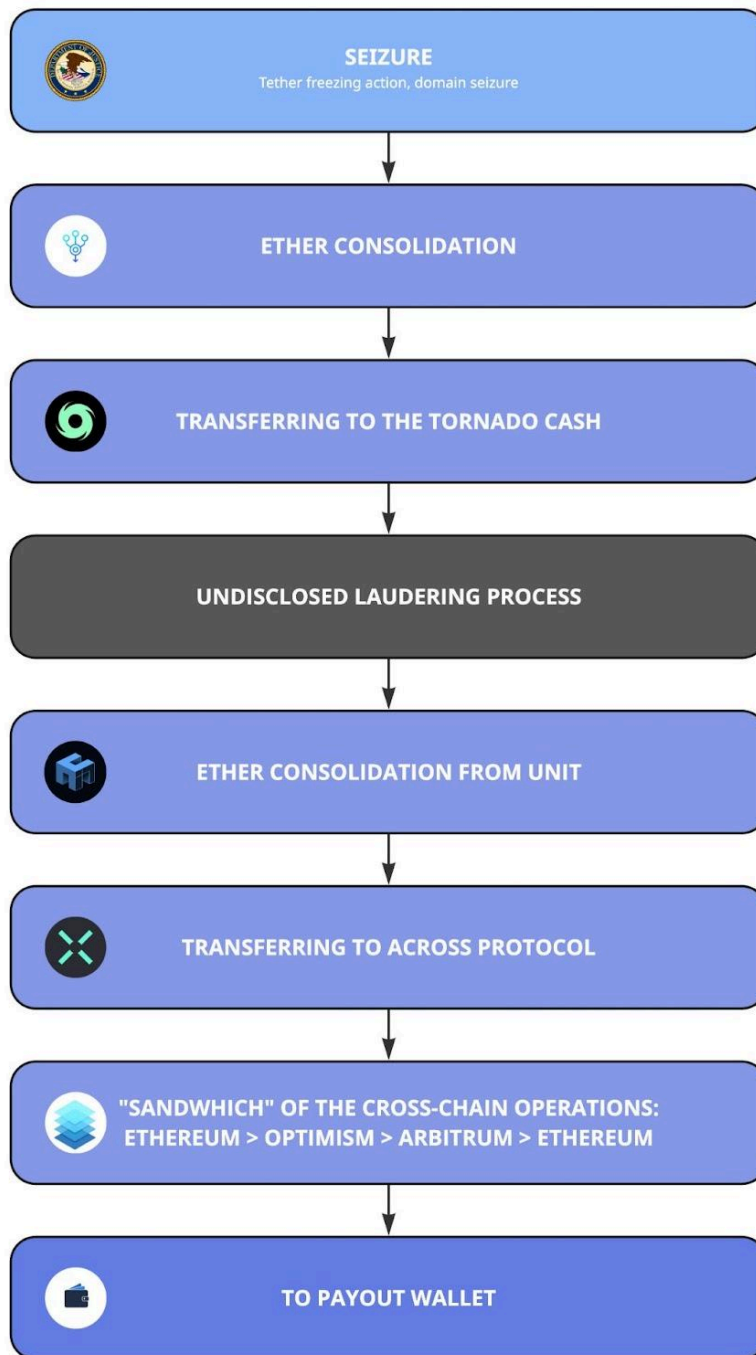 SEIZURE
Tether freezing action, domain seizure
ETHER CONSOLIDATION
TRANSFERRING TO THE TORNADO CASH
UNDISCLOSED LAUDERING PROCESS
ETHER CONSOLIDATION FROM UNIT
TRANSFERRING TO ACROSS PROTOCOL
"SANDWHICH" OF THE CROSS-CHAIN OPERATIONS:
ETHEREUM > OPTIMISM > ARBITRUM > ETHEREUM
TO PAYOUT WALLET